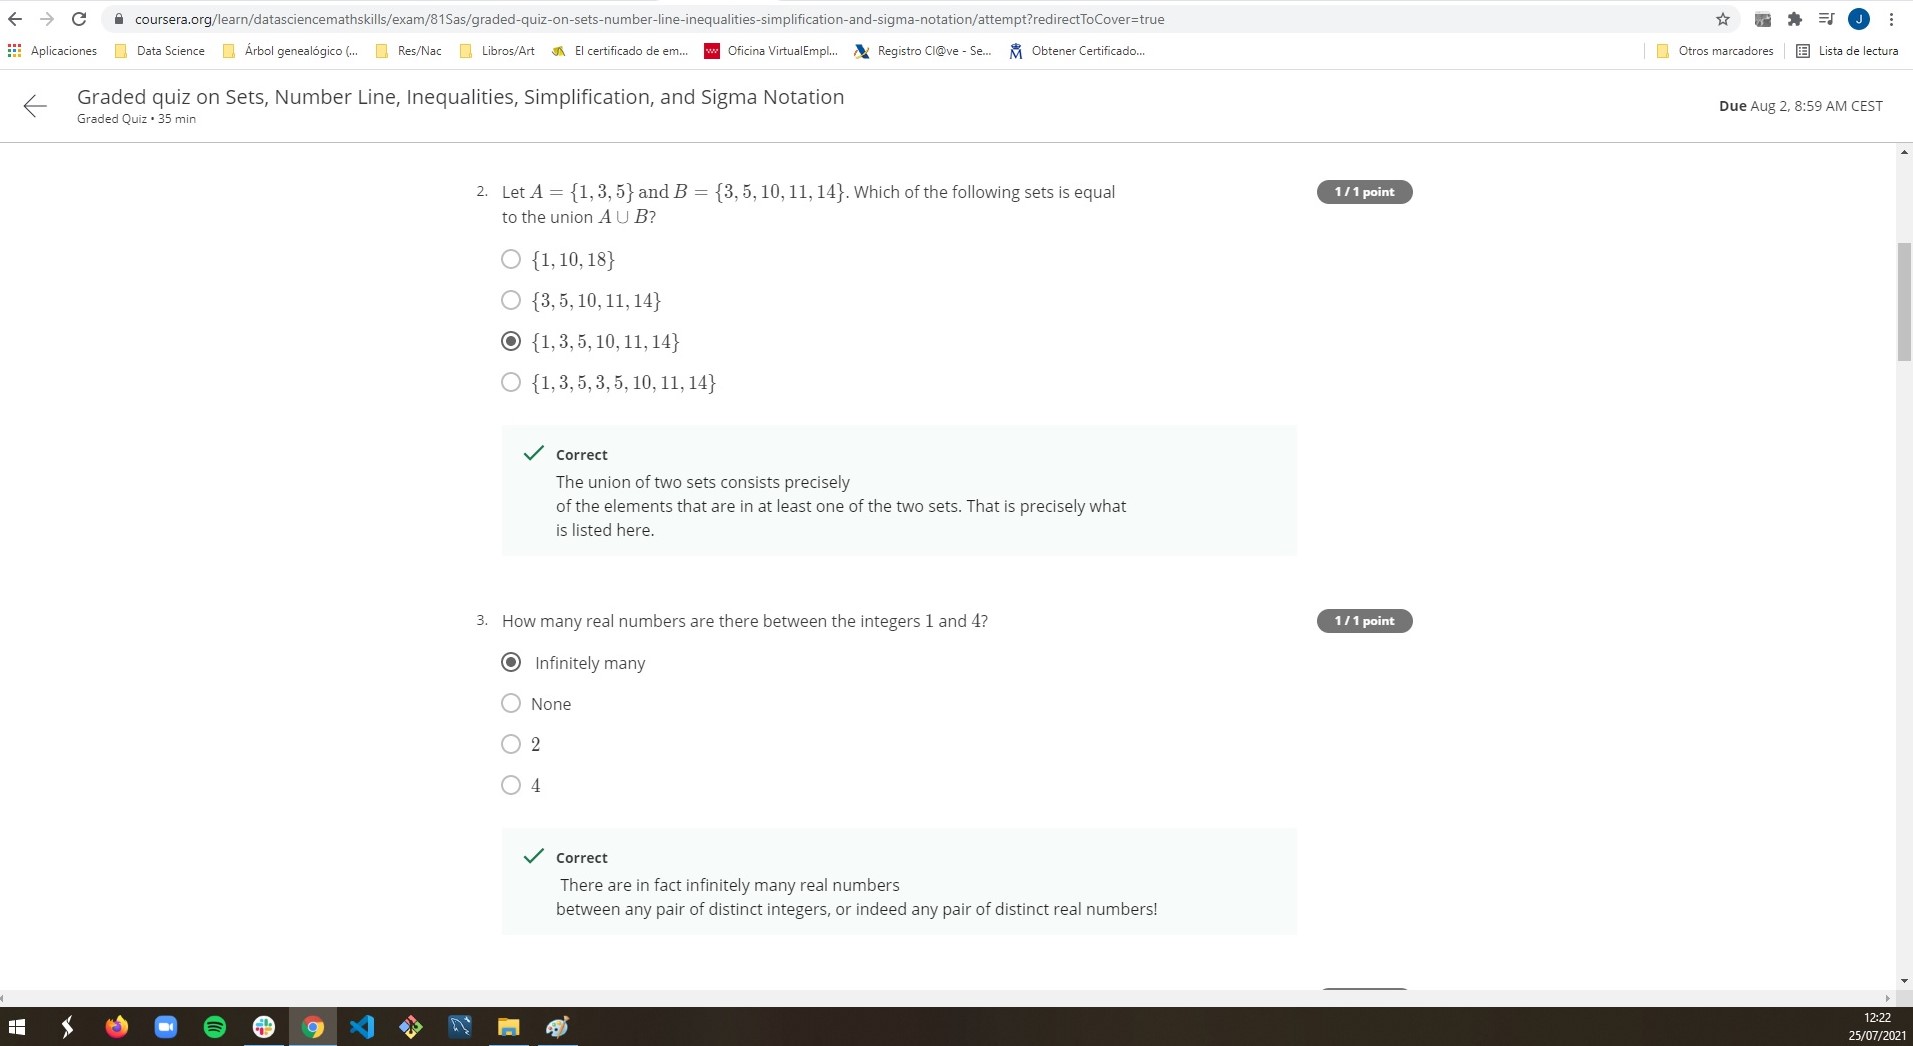 coursera.org/learn/datasciencemathskills/exam/81Sas/graded-quiz-on-sets-number-line-inequalities-simplification-and-sigma-notation/attempt?redirectToCover=true
J
Aplicaciones Data Science Árbol genealógico (... Res/Nac Libros/Art El certificado de em... Oficina VirtualEmpl... Registro Cl@ve - Se... Obtener Certificado... Otros marcadores Lista de lectura
Graded quiz on Sets, Number Line, Inequalities, Simplification, and Sigma Notation
Graded Quiz • 35 min
Due Aug 2, 8:59 AM CEST
2. Let A = {1, 3, 5} and B = {3, 5, 10, 11, 14}. Which of the following sets is equal
to the union A ∪ B?
1 / 1 point
{1, 10, 18}
{3, 5, 10, 11, 14}
{1, 3, 5, 10, 11, 14}
{1, 3, 5, 3, 5, 10, 11, 14}
Correct
The union of two sets consists precisely
of the elements that are in at least one of the two sets. That is precisely what
is listed here.
3. How many real numbers are there between the integers 1 and 4?
1 / 1 point
Infinitely many
None
2
4
Correct
There are in fact infinitely many real numbers
between any pair of distinct integers, or indeed any pair of distinct real numbers!
12:22
25/07/2021